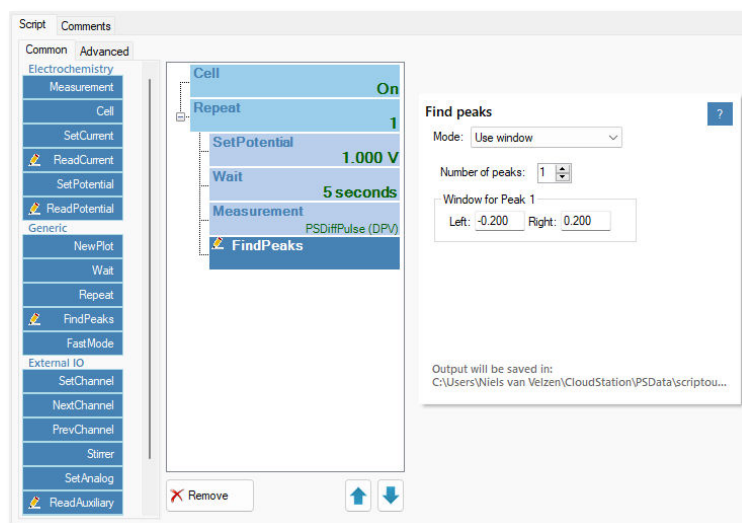 Script Comments
Common Advanced
Electrochemistry
Measurement
Cell
SetCurrent
ReadCurrent
SetPotential
ReadPotential
Generic
NewPlot
Wait
Repeat
FindPeaks
FastMode
External IO
SetChannel
NextChannel
PrevChannel
Stirrer
SetAnalog
ReadAuxiliary
Cell
On
Repeat
1
SetPotential
1.000 V
Wait
5 seconds
Measurement
PSDiffPulse (DPV)
FindPeaks
Remove
Find peaks ?
Mode: Use window
Number of peaks: 1
Window for Peak 1
Left: -0.200 Right: 0.200
Output will be saved in:
C:\Users\Niels van Velzen\CloudStation\PSData\scriptou...